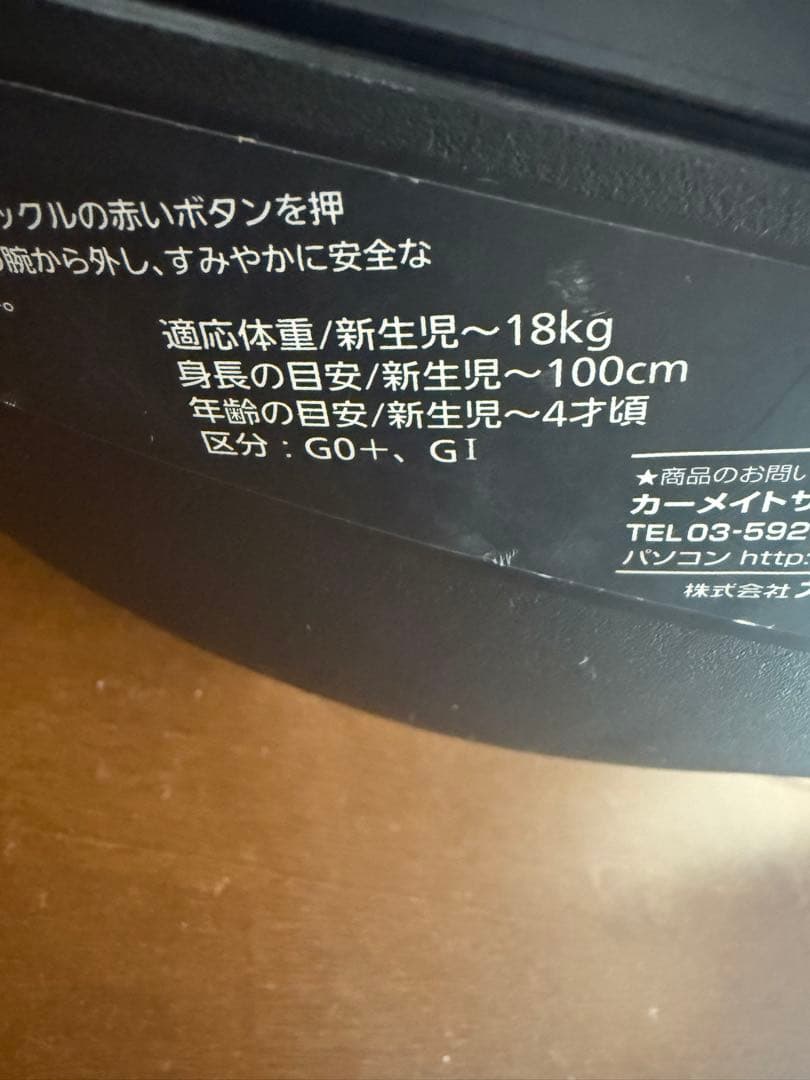 ックルの赤いボタンを押
腕から外し、すみやかに安全な
。
適応体重/新生児～18kg
身長の目安/新生児～100cm
年齢の目安/新生児～4才頃
区分：G0＋、GⅠ
★商品のお問い
カーメイトサ
TEL 03-592
パソコン http:
株式会社